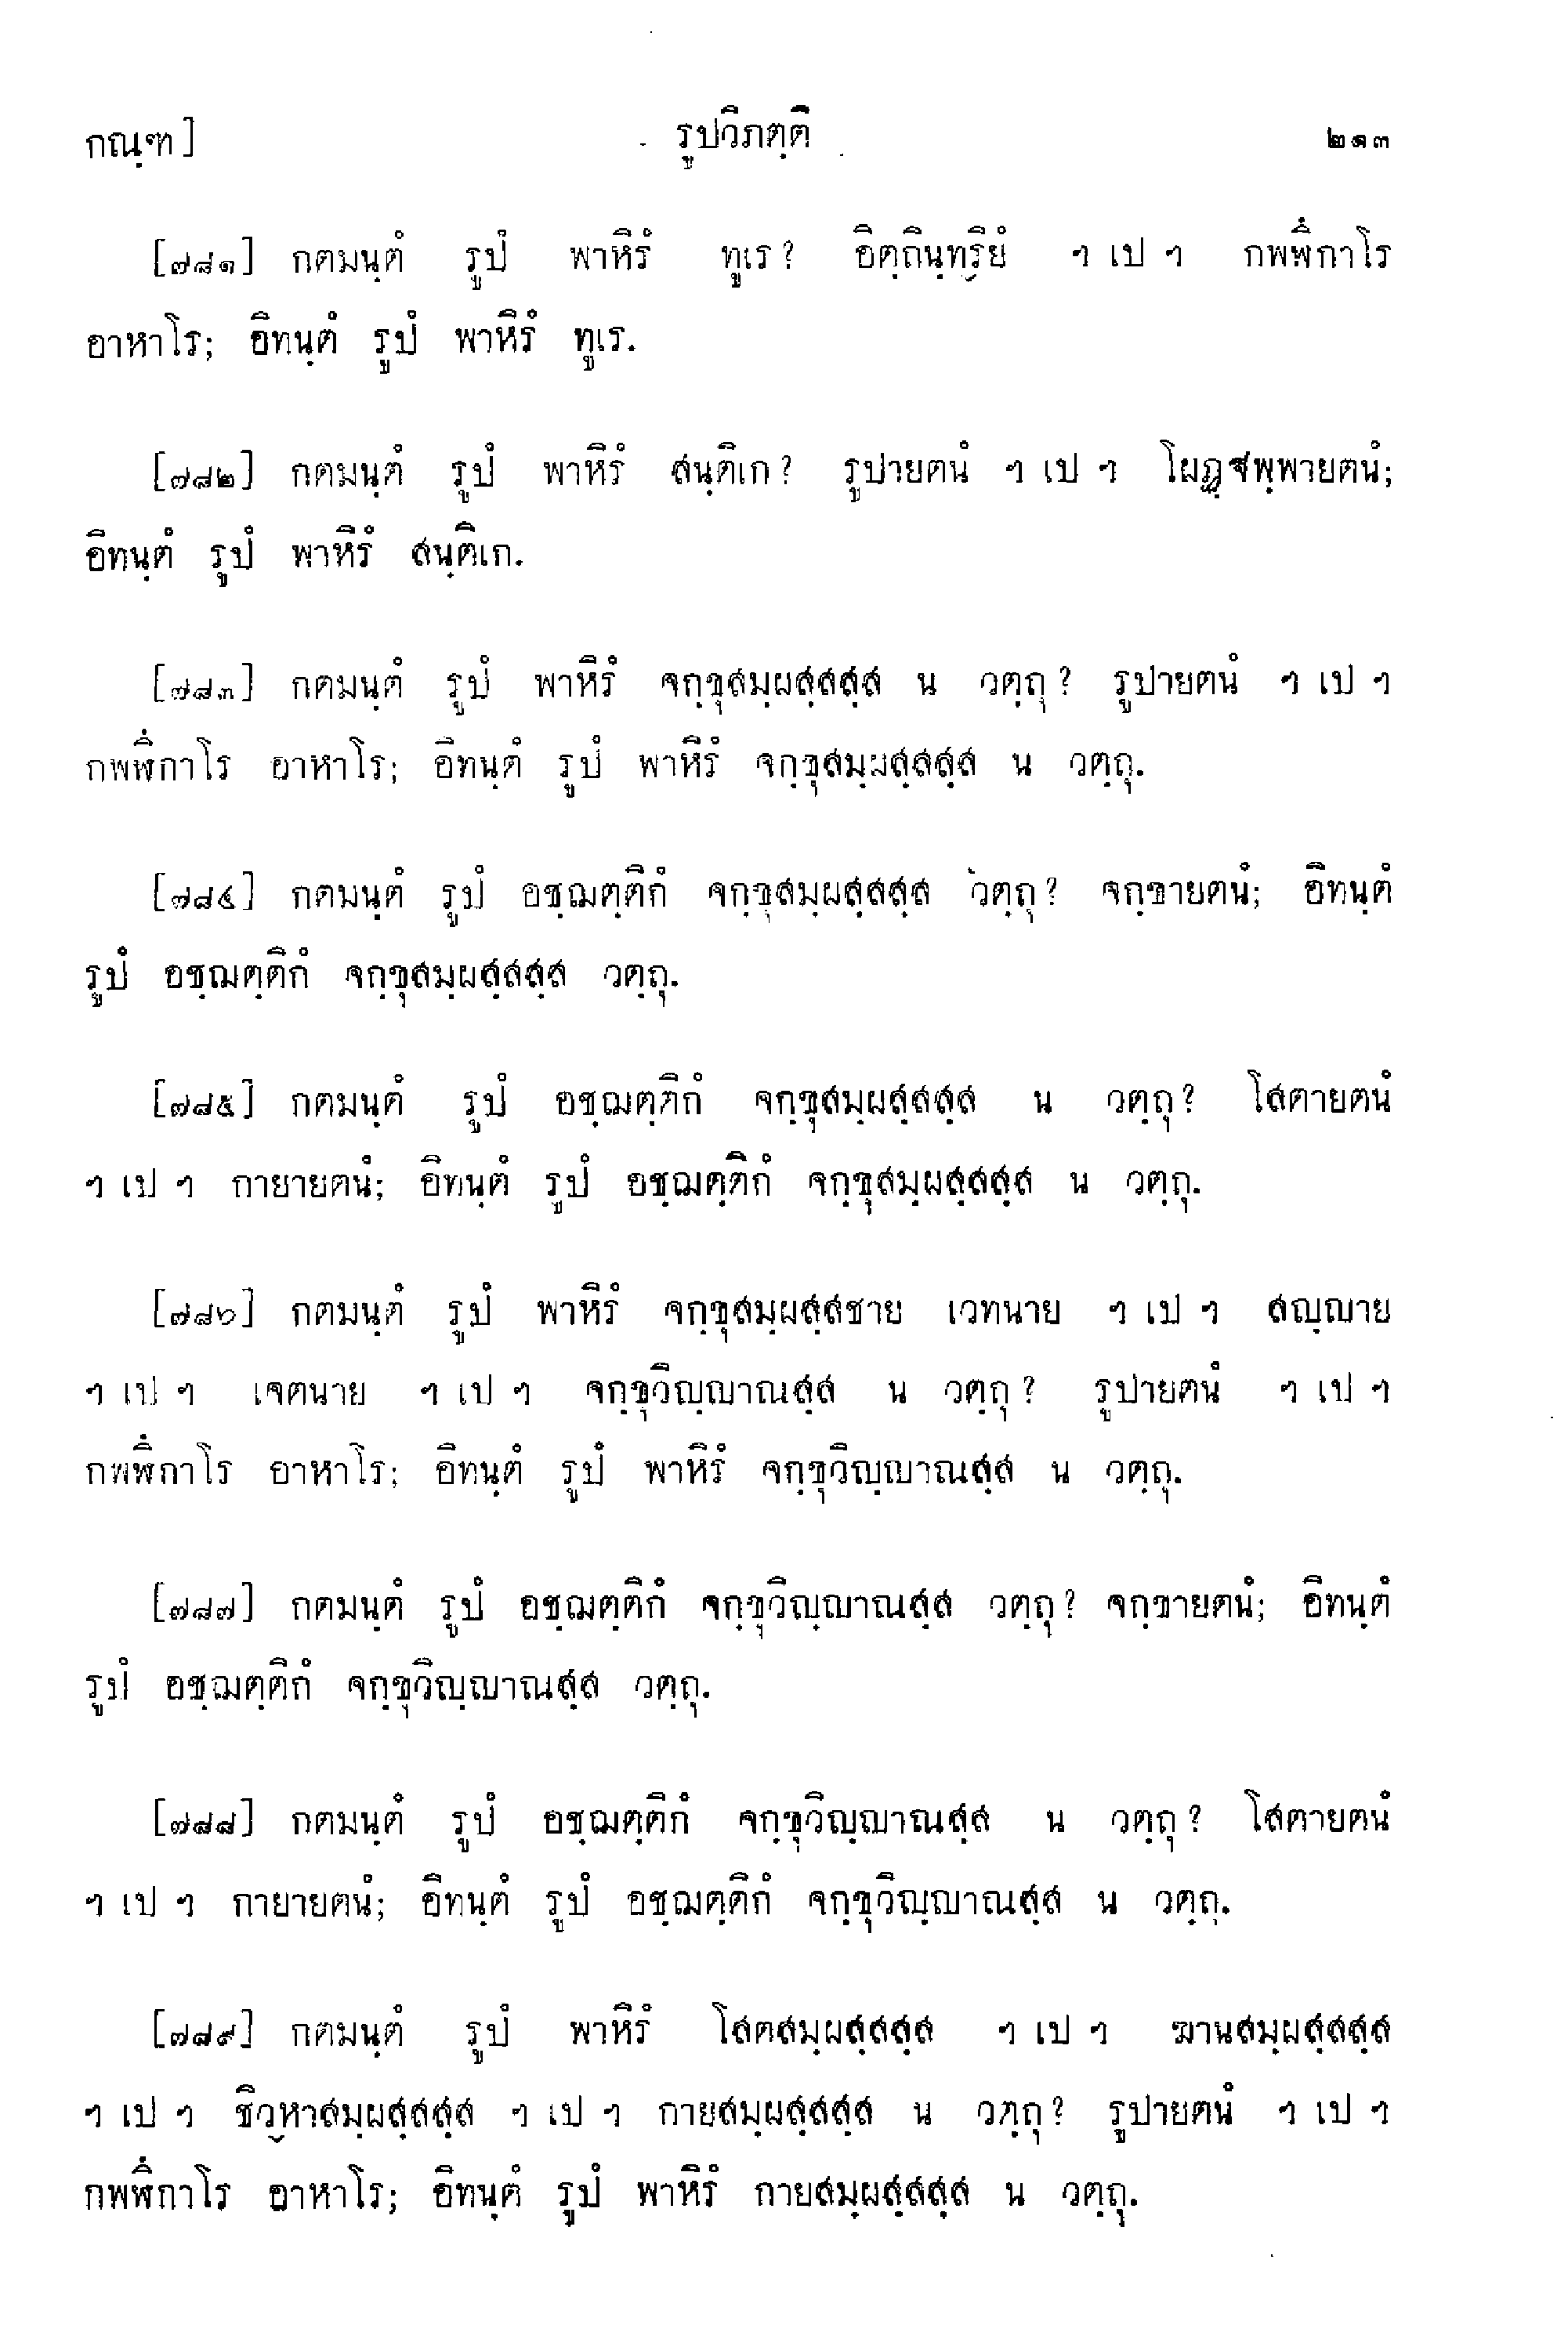 กณฺฑ] รูปวิภตฺติ ๒๑๓
[๗๘๑] กตมนฺตํ รูปํ พาหิรํ ทูเร? อิตฺถินฺทฺริยํ ฯ เป ฯ กพฬิํกาโร
อาหาโร; อิทนฺตํ รูปํ พาหิรํ ทูเร.
[๗๘๒] กตมนฺตํ รูปํ พาหิรํ สนฺติเก? รูปายตนํ ฯ เป ฯ โผฏฺฐพฺพายตนํ;
อิทนฺตํ รูปํ พาหิรํ สนฺติเก.
[๗๘๓] กตมนฺตํ รูปํ พาหิรํ จกฺขุสมฺผสฺสสฺส น วตฺถุ? รูปายตนํ ฯ เป ฯ
กพฬิํกาโร อาหาโร; อิทนฺตํ รูปํ พาหิรํ จกฺขุสมฺผสฺสสฺส น วตฺถุ.
[๗๘๔] กตมนฺตํ รูปํ อชฺฌตฺติกํ จกฺขุสมฺผสฺสสฺส วตฺถุ? จกฺขายตนํ; อิทนฺตํ
รูปํ อชฺฌตฺติกํ จกฺขุสมฺผสฺสสฺส วตฺถุ.
[๗๘๕] กตมนฺตํ รูปํ อชฺฌตฺติกํ จกฺขุสมฺผสฺสสฺส น วตฺถุ? โสตายตนํ
ฯ เป ฯ กายายตนํ; อิทนฺตํ รูปํ อชฺฌตฺติกํ จกฺขุสมฺผสฺสสฺส น วตฺถุ.
[๗๘๖] กตมนฺตํ รูปํ พาหิรํ จกฺขุสมฺผสฺสชาย เวทนาย ฯ เป ฯ สญฺญาย
ฯ เป ฯ เจตนาย ฯ เป ฯ จกฺขุวิญฺญาณสฺส น วตฺถุ? รูปายตนํ ฯ เป ฯ
กพฬิํกาโร อาหาโร; อิทนฺตํ รูปํ พาหิรํ จกฺขุวิญฺญาณสฺส น วตฺถุ.
[๗๘๗] กตมนฺตํ รูปํ อชฺฌตฺติกํ จกฺขุวิญฺญาณสฺส วตฺถุ? จกฺขายตนํ; อิทนฺตํ
รูปํ อชฺฌตฺติกํ จกฺขุวิญฺญาณสฺส วตฺถุ.
[๗๘๘] กตมนฺตํ รูปํ อชฺฌตฺติกํ จกฺขุวิญฺญาณสฺส น วตฺถุ? โสตายตนํ
ฯ เป ฯ กายายตนํ; อิทนฺตํ รูปํ อชฺฌตฺติกํ จกฺขุวิญฺญาณสฺส น วตฺถุ.
[๗๘๙] กตมนฺตํ รูปํ พาหิรํ โสตสมฺผสฺสสฺส ฯ เป ฯ ฆานสมฺผสฺสสฺส
ฯ เป ฯ ชิวฺหาสมฺผสฺสสฺส ฯ เป ฯ กายสมฺผสฺสสฺส น วตฺถุ? รูปายตนํ ฯ เป ฯ
กพฬิํกาโร อาหาโร; อิทนฺตํ รูปํ พาหิรํ กายสมฺผสฺสสฺส น วตฺถุ.